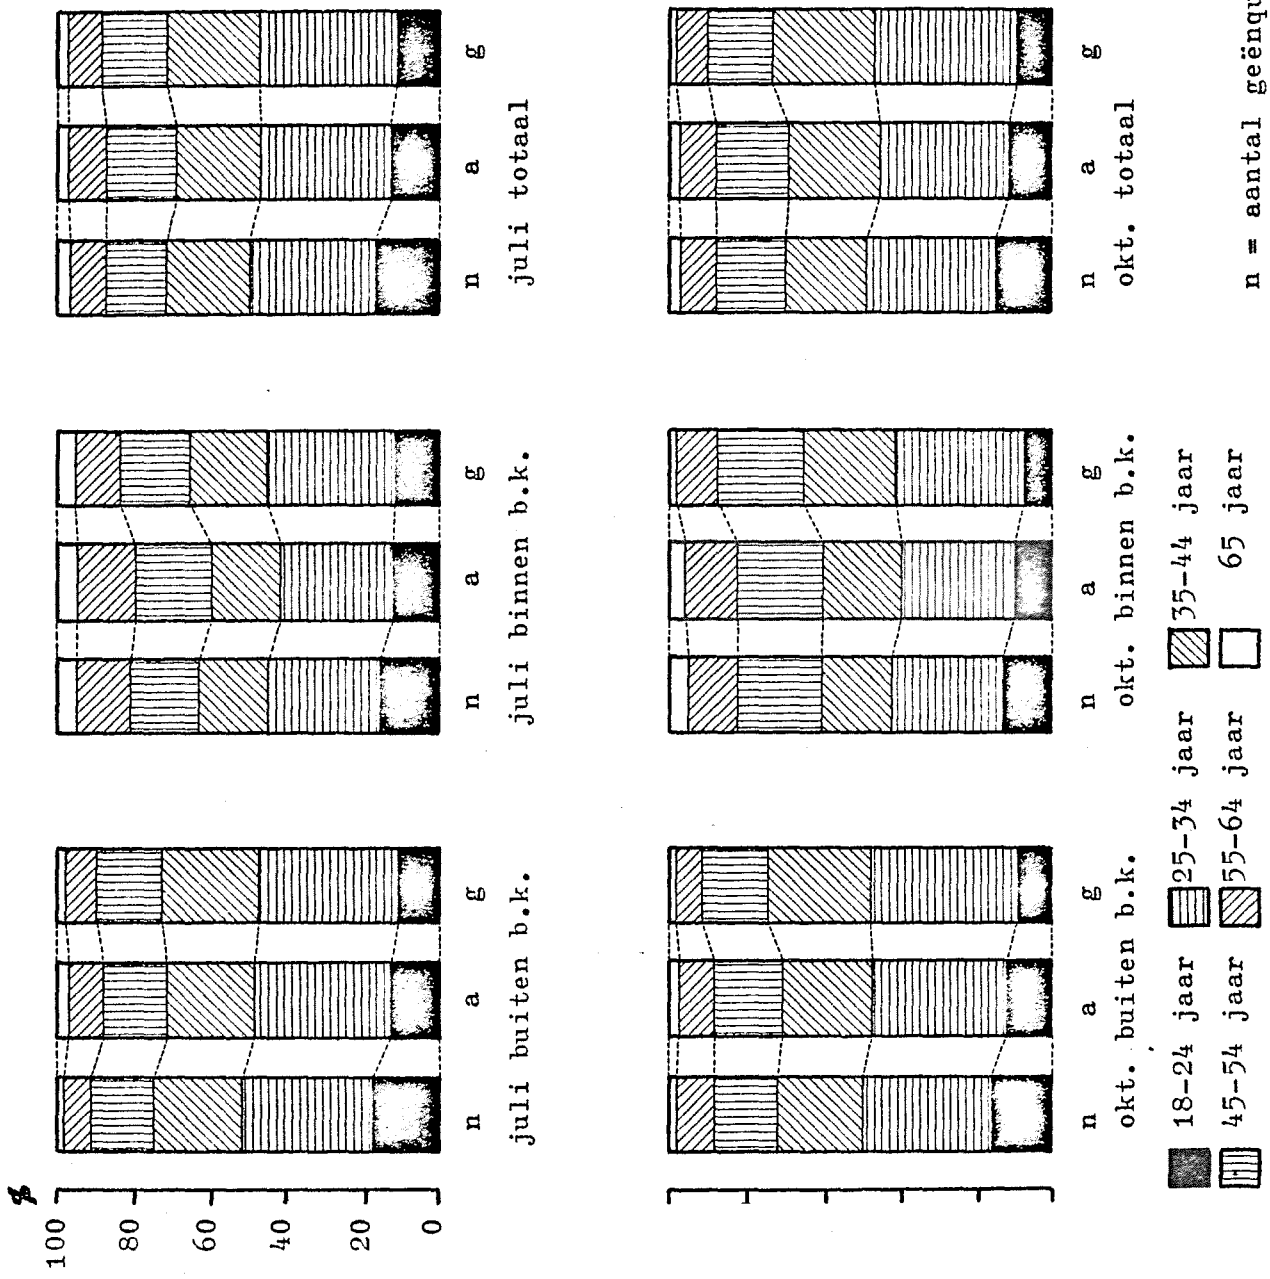 %
100
80
60
40
20
0
n a g
juli buiten b.k.
n a g
juli binnen b.k.
n a g
juli totaal
n a g
okt. buiten b.k.
n a g
okt. binnen b.k.
n a g
okt. totaal
18-24 jaar 25-34 jaar 35-44 jaar
45-54 jaar 55-64 jaar 65 jaar
n = aantal